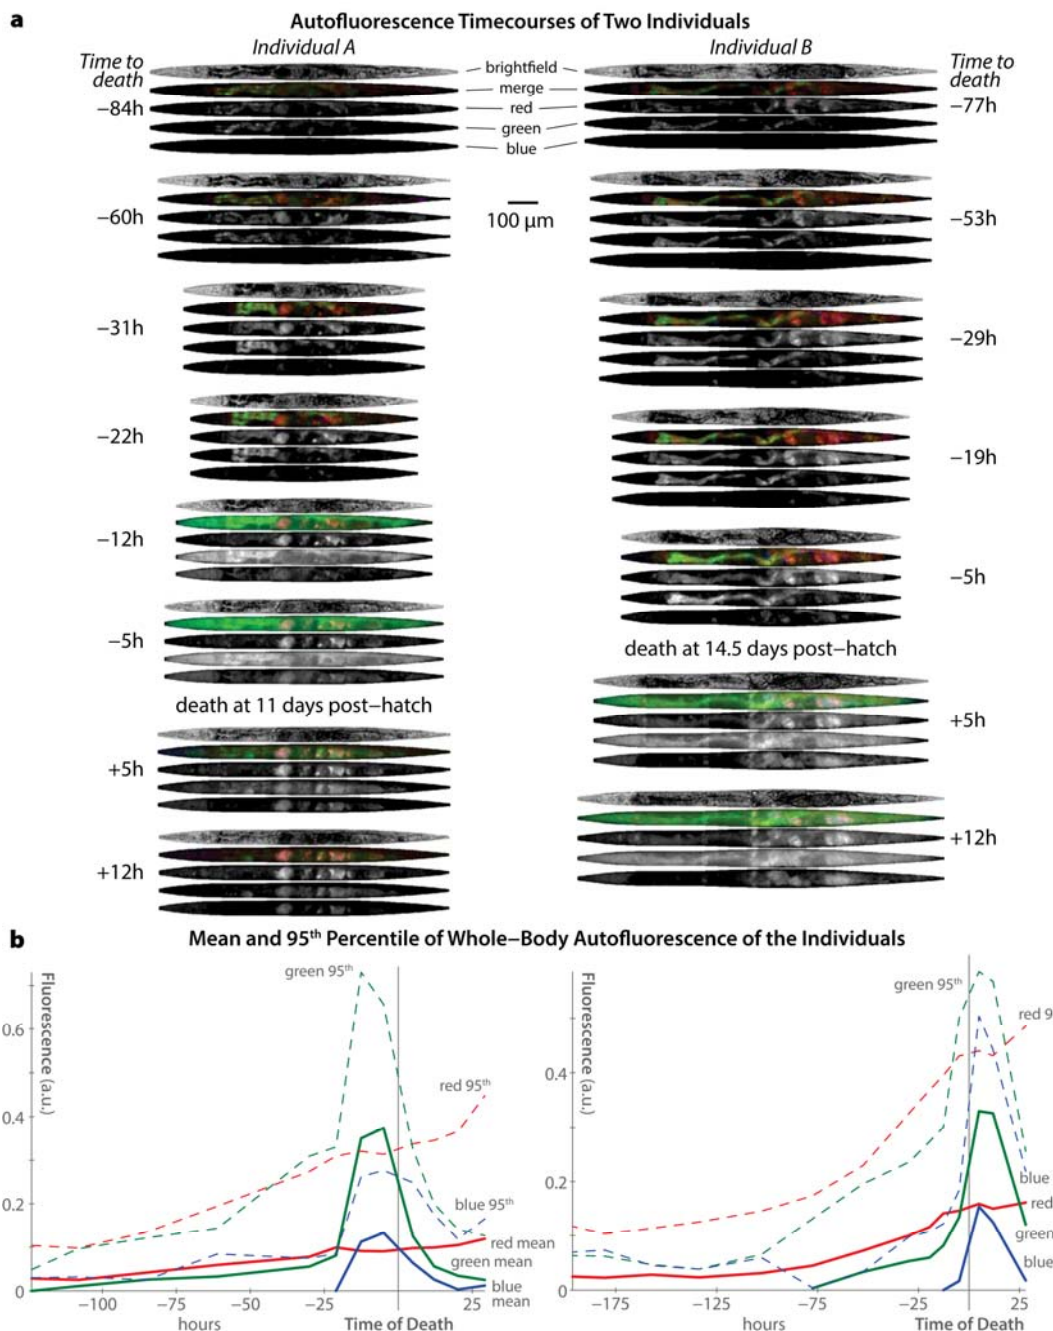 a
Autofluorescence Timecourses of Two Individuals
Individual A
Individual B
Time to
death
brightfield
merge
red
green
blue
Time to
death
−84h
−77h
−60h
100 µm
−53h
−31h
−29h
−22h
−19h
−12h
−5h
−5h
death at 14.5 days post−hatch
death at 11 days post−hatch
+5h
+5h
+12h
+12h
b
Mean and 95th Percentile of Whole−Body Autofluorescence of the Individuals
Fluorescence (a.u.)
0.6
0.4
0.2
0
green 95th
red 95th
blue 95th
red mean
green mean
blue
mean
−100
−75
−50
−25
0
25
hours
Time of Death
Fluorescence (a.u.)
0.4
0.2
0
green 95th
red 9
blue
red
green
blue
−175
−125
−75
−25
0
25
hours
Time of Death